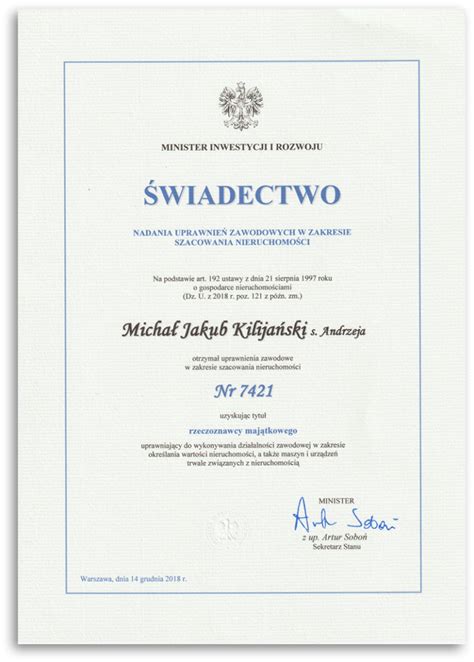 MINISTER INWESTYCJI I ROZWOJU
ŚWIADECTWO
NADANIA UPRAWNIEŃ ZAWODOWYCH W ZAKRESIE
SZACOWANIA NIERUCHOMOŚCI
Na podstawie art. 192 ustawy z dnia 21 sierpnia 1997 roku
o gospodarce nieruchomościami
(Dz. U. z 2018 r. poz. 121 z późn. zm.)
Michał Jakub Kilijański s. Andrzeja
otrzymał uprawnienia zawodowe
w zakresie szacowania nieruchomości
Nr 7421
uzyskując tytuł
rzeczoznawcy majątkowego
uprawniający do wykonywania działalności zawodowej w zakresie
określania wartości nieruchomości, a także maszyn i urządzeń
trwale związanych z nieruchomością
MINISTER
Art Soboń
z up. Artur Soboń
Sekretarz Stanu
Warszawa, dnia 14 grudnia 2018 r.